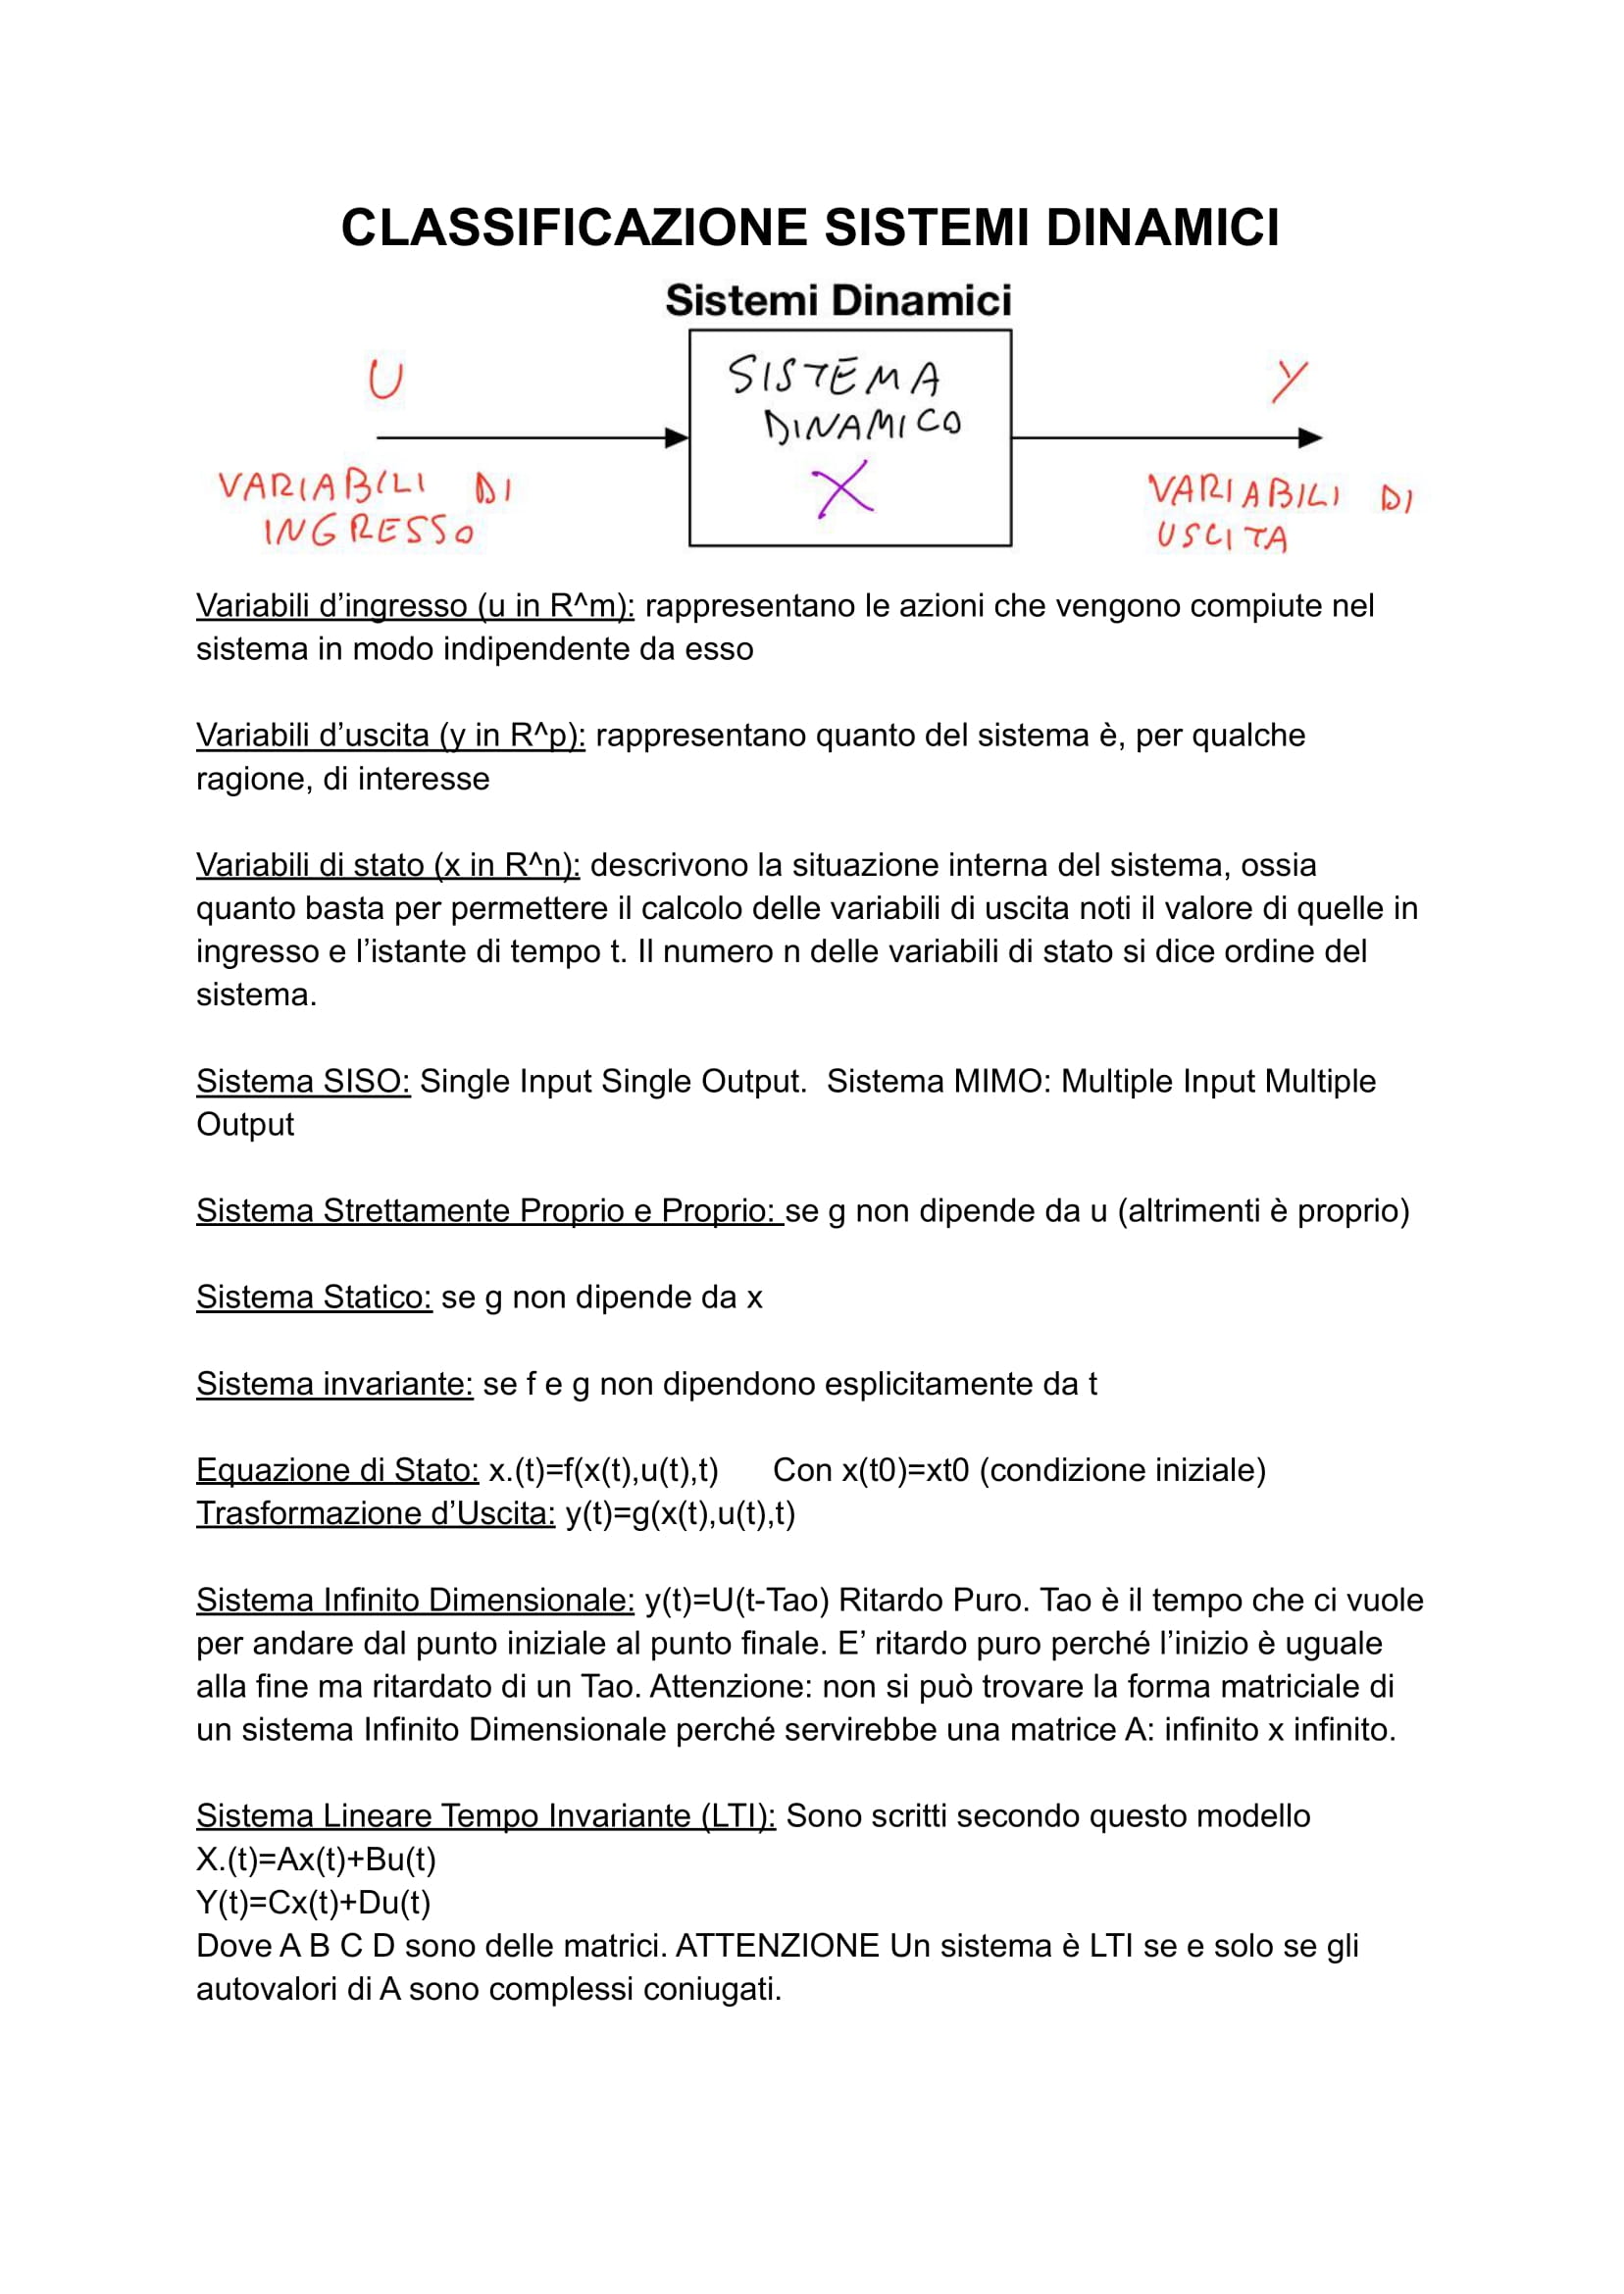 CLASSIFICAZIONE SISTEMI DINAMICI
Sistemi Dinamici
U
SISTEMA
DINAMICO
X
Y
VARIABILI DI
INGRESSO
VARIABILI DI
USCITA
Variabili d’ingresso (u in R^m): rappresentano le azioni che vengono compiute nel
sistema in modo indipendente da esso
Variabili d’uscita (y in R^p): rappresentano quanto del sistema è, per qualche
ragione, di interesse
Variabili di stato (x in R^n): descrivono la situazione interna del sistema, ossia
quanto basta per permettere il calcolo delle variabili di uscita noti il valore di quelle in
ingresso e l’istante di tempo t. Il numero n delle variabili di stato si dice ordine del
sistema.
Sistema SISO: Single Input Single Output.  Sistema MIMO: Multiple Input Multiple
Output
Sistema Strettamente Proprio e Proprio: se g non dipende da u (altrimenti è proprio)
Sistema Statico: se g non dipende da x
Sistema invariante: se f e g non dipendono esplicitamente da t
Equazione di Stato: x.(t)=f(x(t),u(t),t)      Con x(t0)=xt0 (condizione iniziale)
Trasformazione d’Uscita: y(t)=g(x(t),u(t),t)
Sistema Infinito Dimensionale: y(t)=U(t-Tao) Ritardo Puro. Tao è il tempo che ci vuole
per andare dal punto iniziale al punto finale. E’ ritardo puro perché l’inizio è uguale
alla fine ma ritardato di un Tao. Attenzione: non si può trovare la forma matriciale di
un sistema Infinito Dimensionale perché servirebbe una matrice A: infinito x infinito.
Sistema Lineare Tempo Invariante (LTI): Sono scritti secondo questo modello
X.(t)=Ax(t)+Bu(t)
Y(t)=Cx(t)+Du(t)
Dove A B C D sono delle matrici. ATTENZIONE Un sistema è LTI se e solo se gli
autovalori di A sono complessi coniugati.